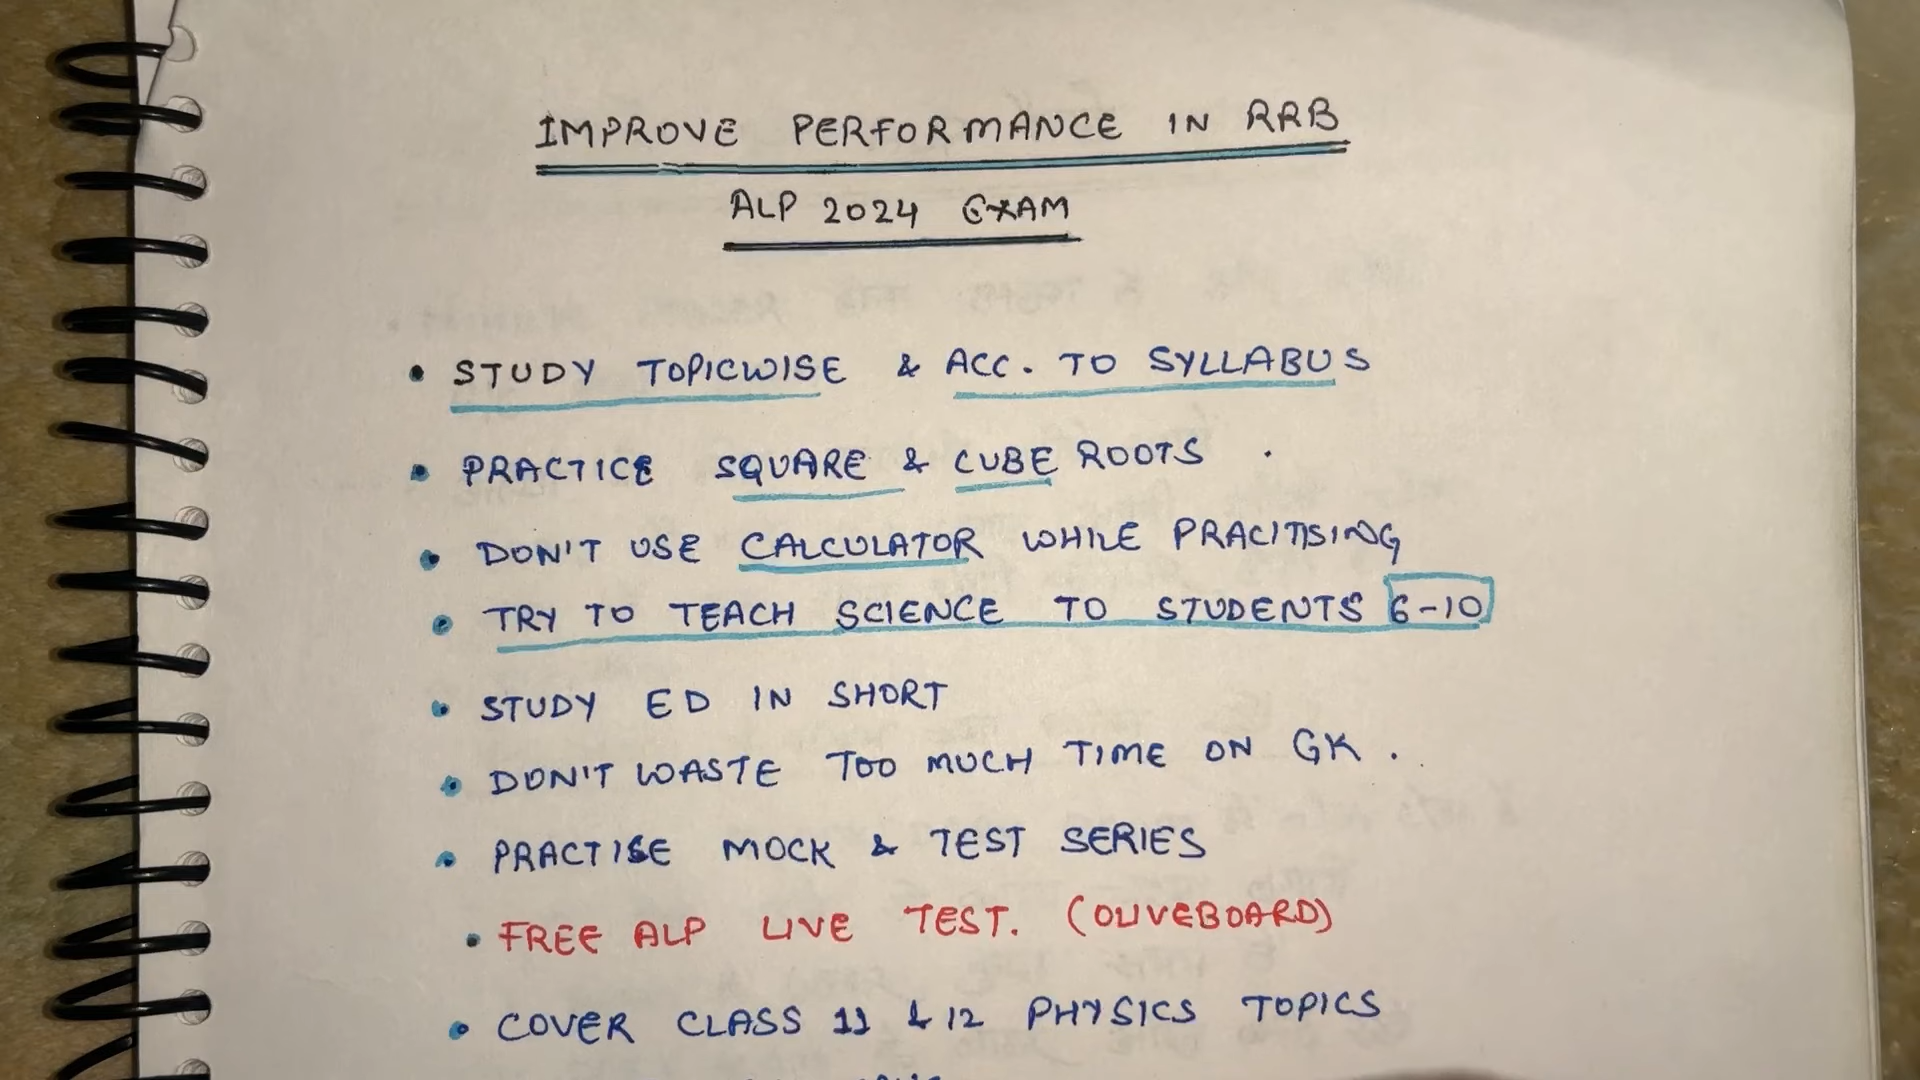 IMPROVE PERFORMANCE IN RRB
ALP 2024 EXAM
• STUDY TOPICWISE & ACC. TO SYLLABUS
• PRACTICE SQUARE & CUBE ROOTS .
• DON'T USE CALCULATOR WHILE PRACITISING
• TRY TO TEACH SCIENCE TO STUDENTS 6-10
• STUDY ED IN SHORT
• DON'T WASTE TOO MUCH TIME ON GK .
• PRACTISE MOCK & TEST SERIES
• FREE ALP LIVE TEST. (OLIVEBOARD)
• COVER CLASS 11 & 12 PHYSICS TOPICS